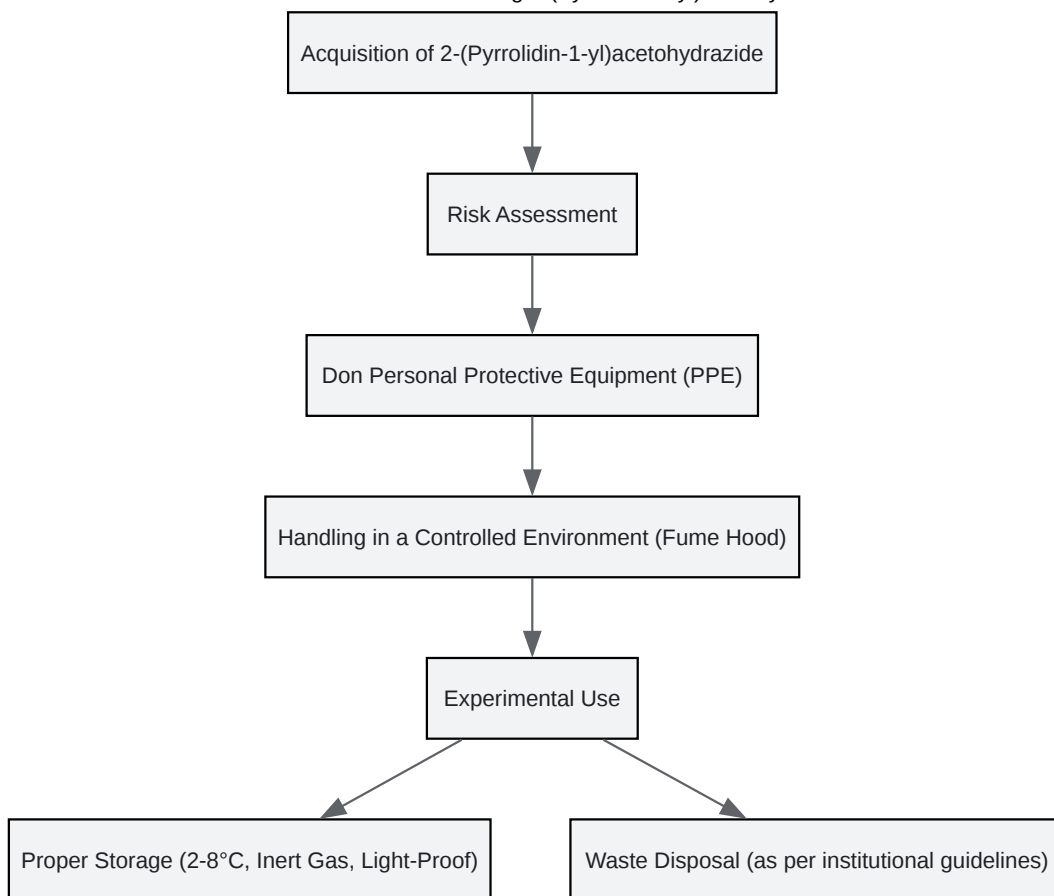 Acquisition of 2-(Pyrrolidin-1-yl)acetohydrazide
Risk Assessment
Don Personal Protective Equipment (PPE)
Handling in a Controlled Environment (Fume Hood)
Experimental Use
Proper Storage (2-8°C, Inert Gas, Light-Proof)
Waste Disposal (as per institutional guidelines)